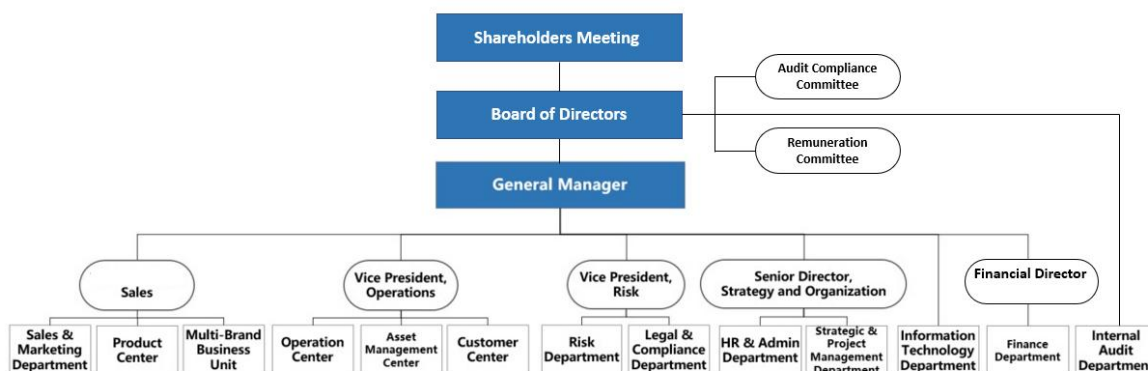 Shareholders Meeting
Audit Compliance
Committee
Board of Directors
Remuneration
Committee
General Manager
Sales
Vice President,
Operations
Vice President,
Risk
Senior Director,
Strategy and Organization
Financial Director
Sales &
Marketing
Department
Product
Center
Multi-Brand
Business
Unit
Operation
Center
Asset
Management
Center
Customer
Center
Risk
Department
Legal &
Compliance
Department
HR & Admin
Department
Strategic &
Project
Management
Department
Information
Technology
Department
Finance
Department
Internal
Audit
Department